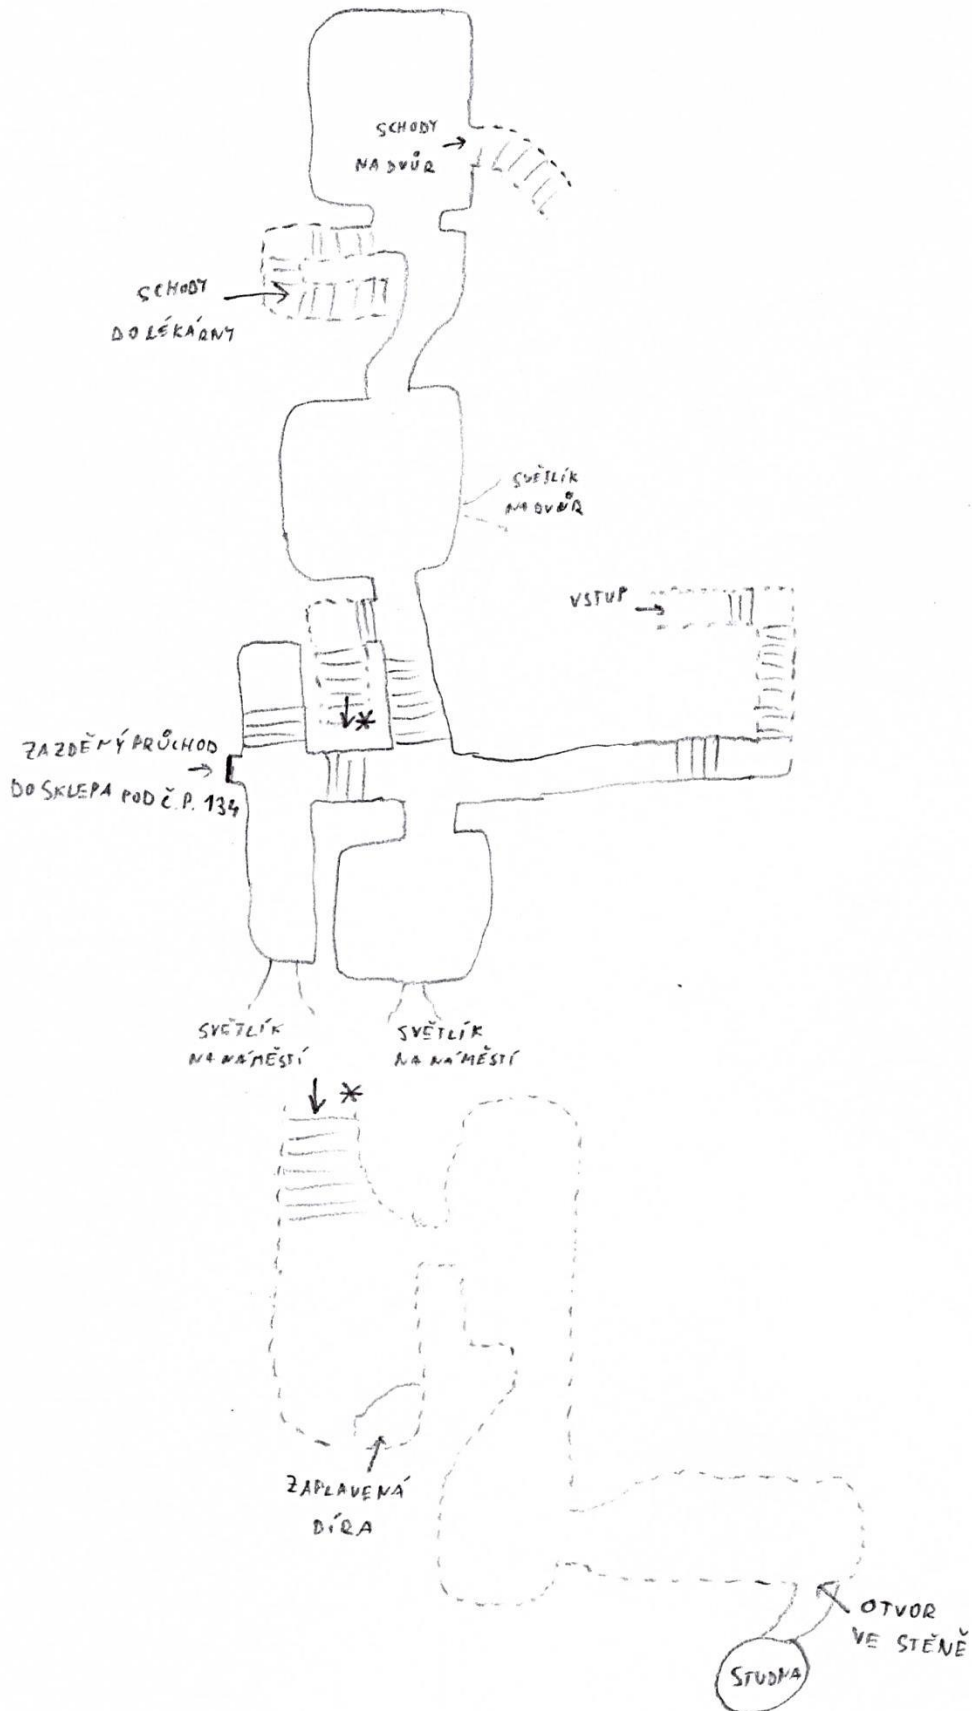 SCHODY
NA DVŮR
SCHODY
DO LÉKÁRNY
SVĚTLÍK
NA DVŮR
VSTUP
*
ZAZDĚNÝ PRŮCHOD
DO SKLEPA POD Č.P. 134
SVĚTLÍK
NA NÁMĚSTÍ
SVĚTLÍK
NA NÁMĚSTÍ
*
ZAPLAVENÁ
DÍRA
OTVOR
VE STĚNĚ
STUDNA